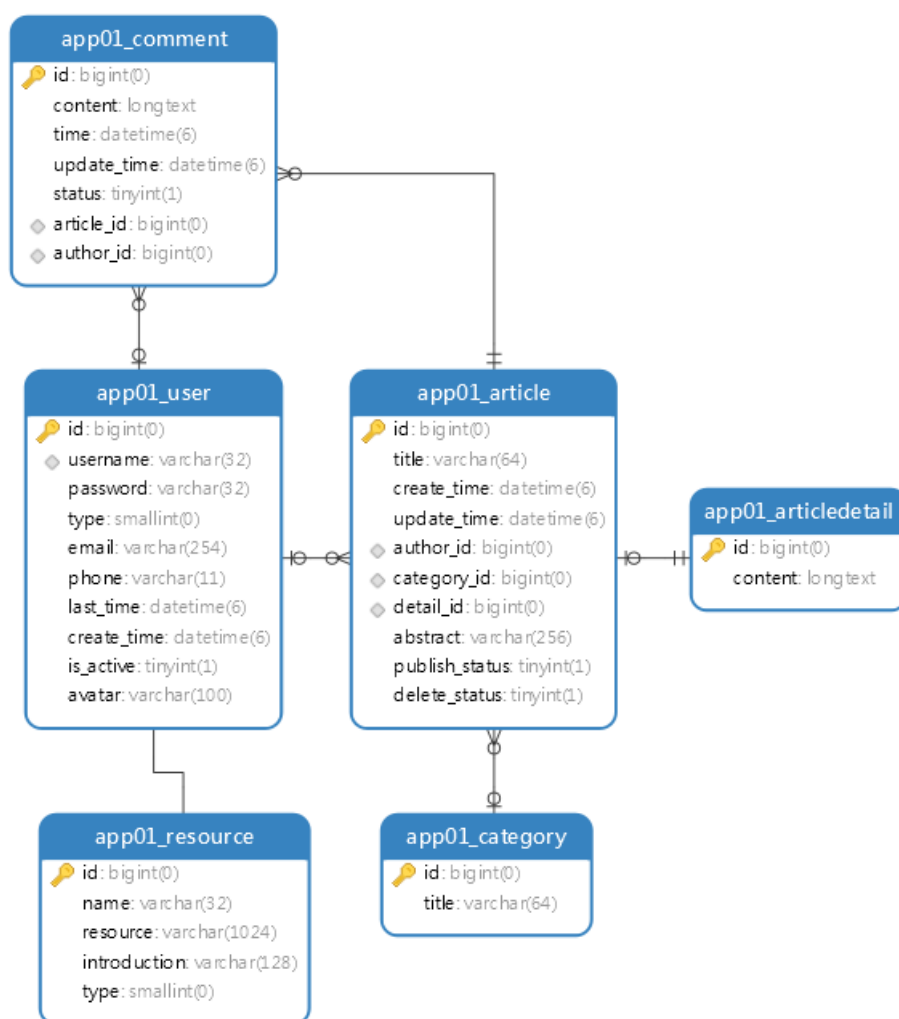 app01_comment
id: bigint(0)
content: longtext
time: datetime(6)
update_time: datetime(6)
status: tinyint(1)
article_id: bigint(0)
author_id: bigint(0)
app01_user
id: bigint(0)
username: varchar(32)
password: varchar(32)
type: smallint(0)
email: varchar(254)
phone: varchar(11)
last_time: datetime(6)
create_time: datetime(6)
is_active: tinyint(1)
avatar: varchar(100)
app01_article
id: bigint(0)
title: varchar(64)
create_time: datetime(6)
update_time: datetime(6)
author_id: bigint(0)
category_id: bigint(0)
detail_id: bigint(0)
abstract: varchar(256)
publish_status: tinyint(1)
delete_status: tinyint(1)
app01_articledetail
id: bigint(0)
content: longtext
app01_resource
id: bigint(0)
name: varchar(32)
resource: varchar(1024)
introduction: varchar(128)
type: smallint(0)
app01_category
id: bigint(0)
title: varchar(64)